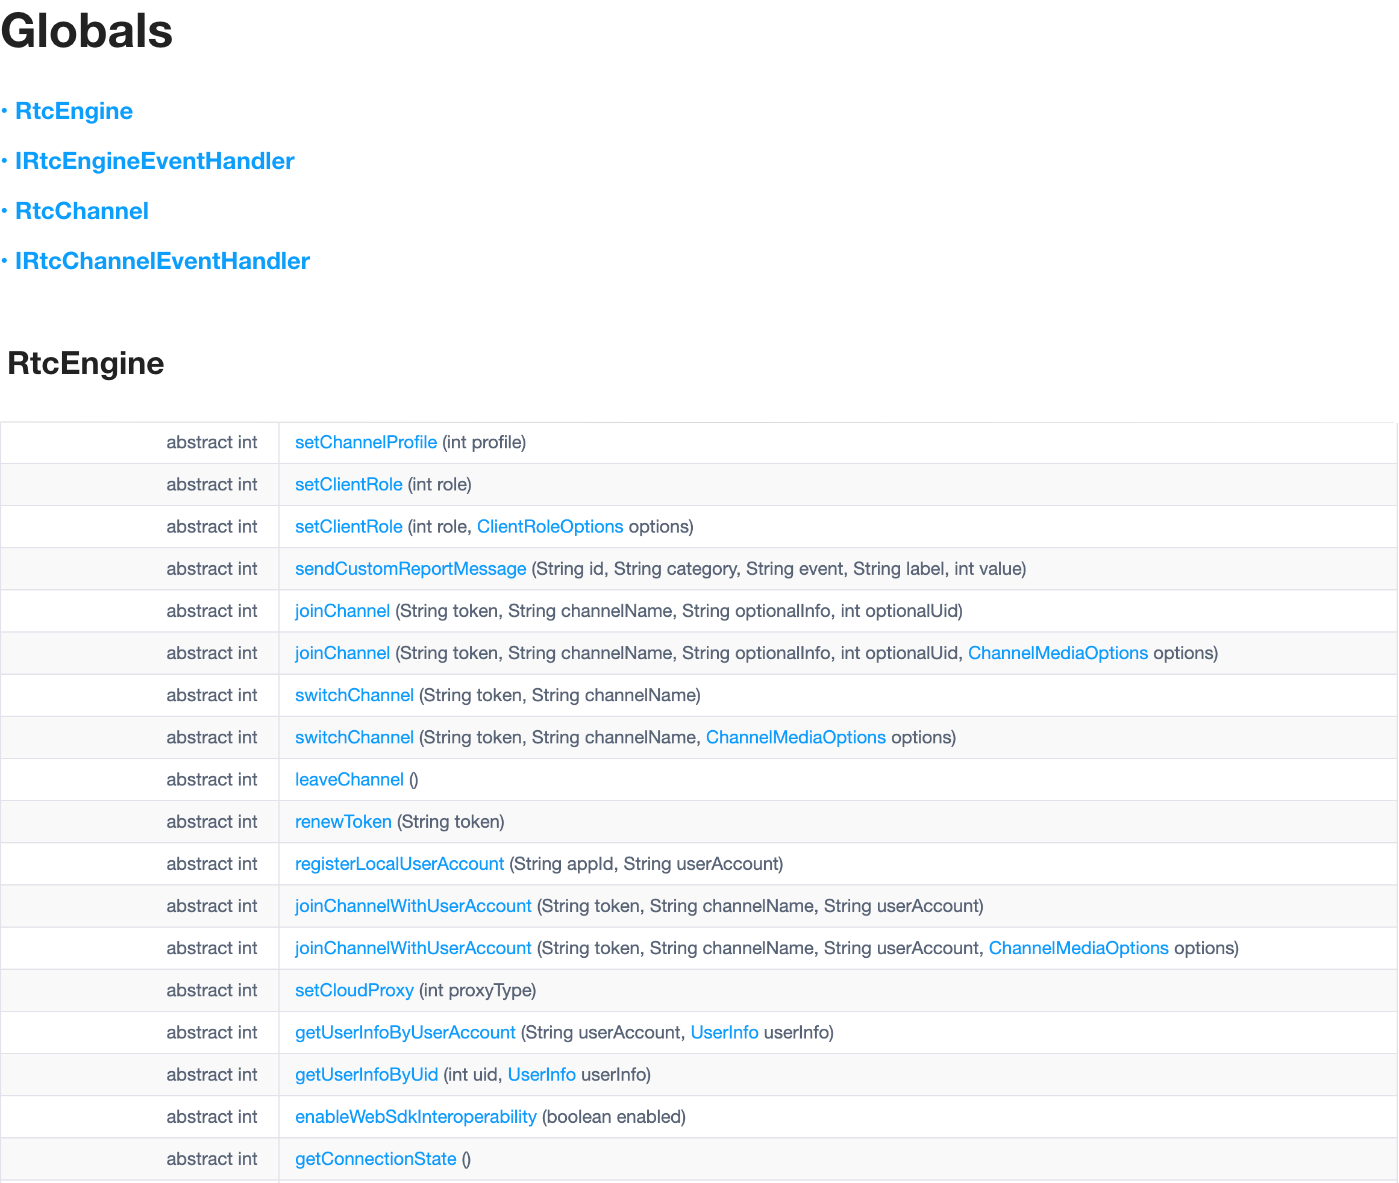 Globals
· RtcEngine
· IRtcEngineEventHandler
· RtcChannel
· IRtcChannelEventHandler
RtcEngine
abstract int setChannelProfile (int profile)
abstract int setClientRole (int role)
abstract int setClientRole (int role, ClientRoleOptions options)
abstract int sendCustomReportMessage (String id, String category, String event, String label, int value)
abstract int joinChannel (String token, String channelName, String optionalInfo, int optionalUid)
abstract int joinChannel (String token, String channelName, String optionalInfo, int optionalUid, ChannelMediaOptions options)
abstract int switchChannel (String token, String channelName)
abstract int switchChannel (String token, String channelName, ChannelMediaOptions options)
abstract int leaveChannel ()
abstract int renewToken (String token)
abstract int registerLocalUserAccount (String appId, String userAccount)
abstract int joinChannelWithUserAccount (String token, String channelName, String userAccount)
abstract int joinChannelWithUserAccount (String token, String channelName, String userAccount, ChannelMediaOptions options)
abstract int setCloudProxy (int proxyType)
abstract int getUserInfoByUserAccount (String userAccount, UserInfo userInfo)
abstract int getUserInfoByUid (int uid, UserInfo userInfo)
abstract int enableWebSdkInteroperability (boolean enabled)
abstract int getConnectionState ()